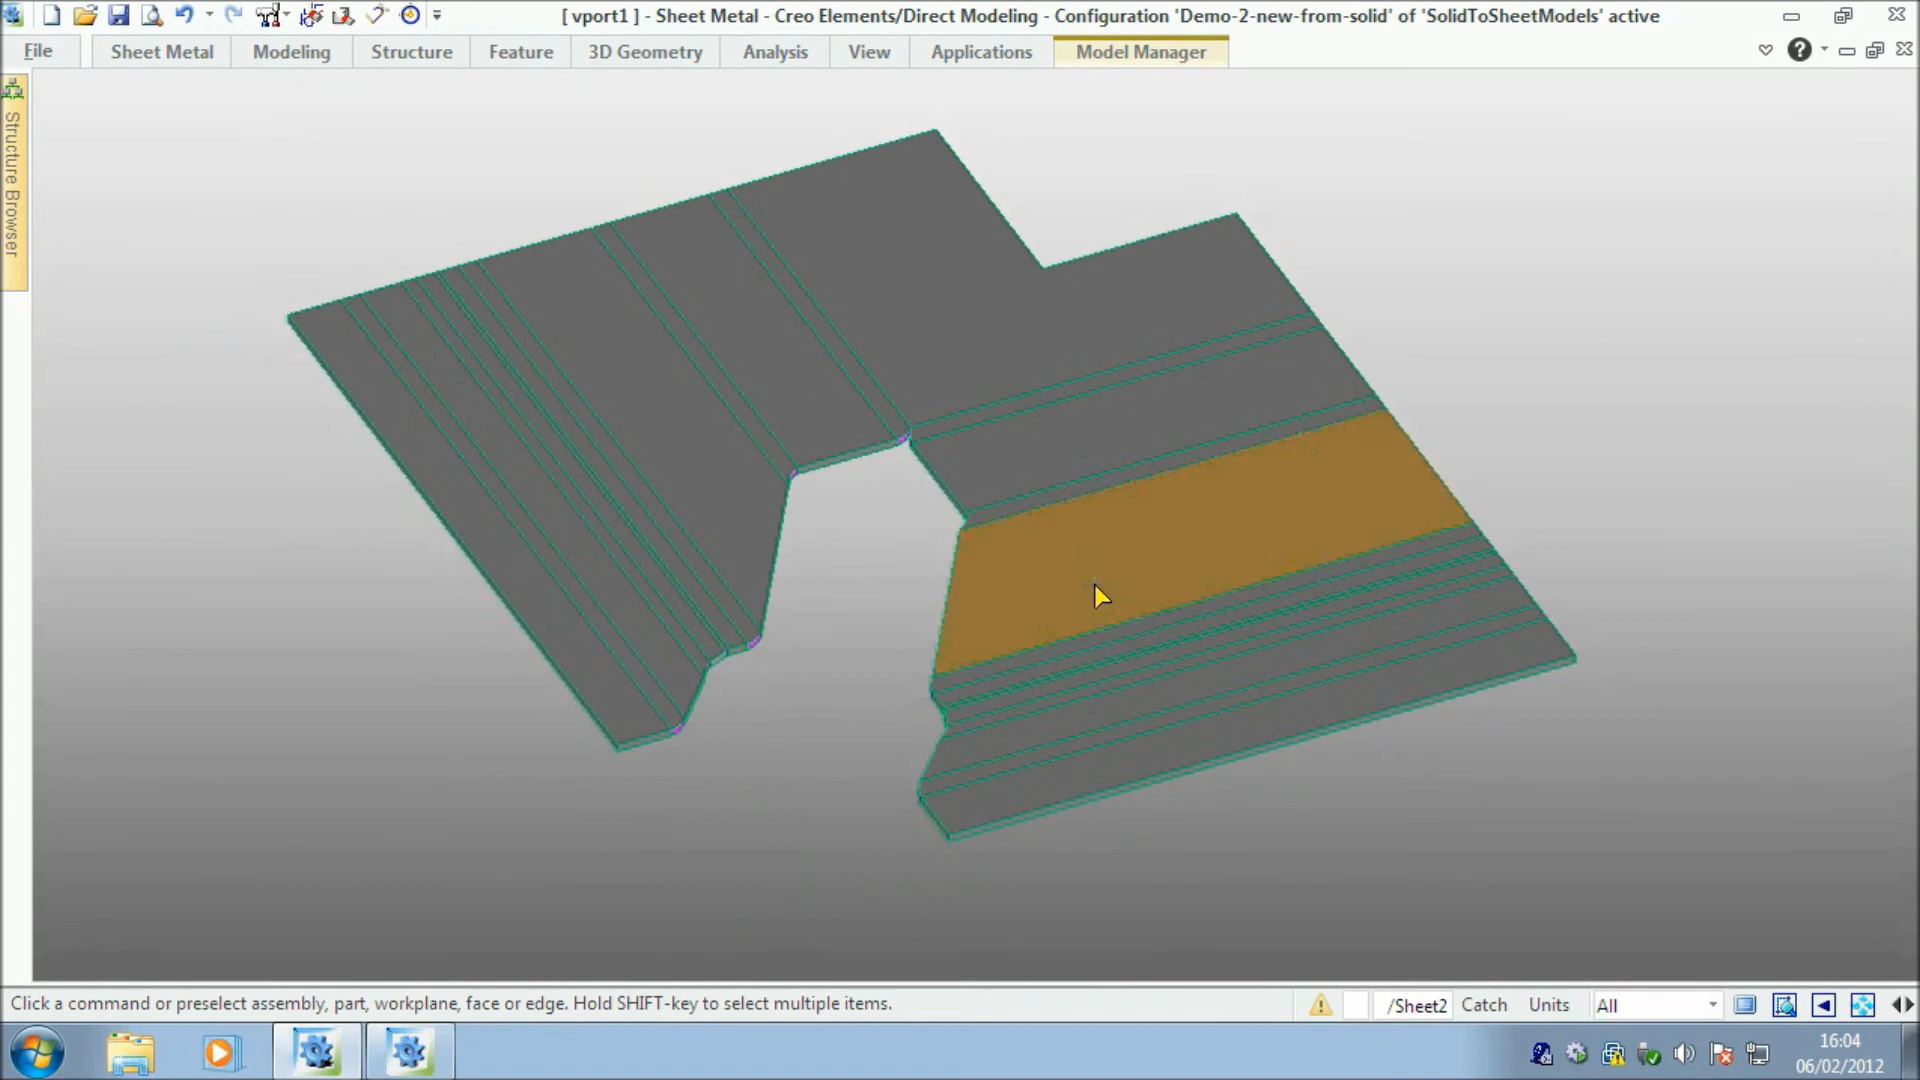 [ vport1 ] - Sheet Metal - Creo Elements/Direct Modeling - Configuration 'Demo-2-new-from-solid' of 'SolidToSheetModels' active
File Sheet Metal Modeling Structure Feature 3D Geometry Analysis View Applications Model Manager
Structure Browser
Click a command or preselect assembly, part, workplane, face or edge. Hold SHIFT-key to select multiple items.
/Sheet2 Catch Units All
16:04
06/02/2012